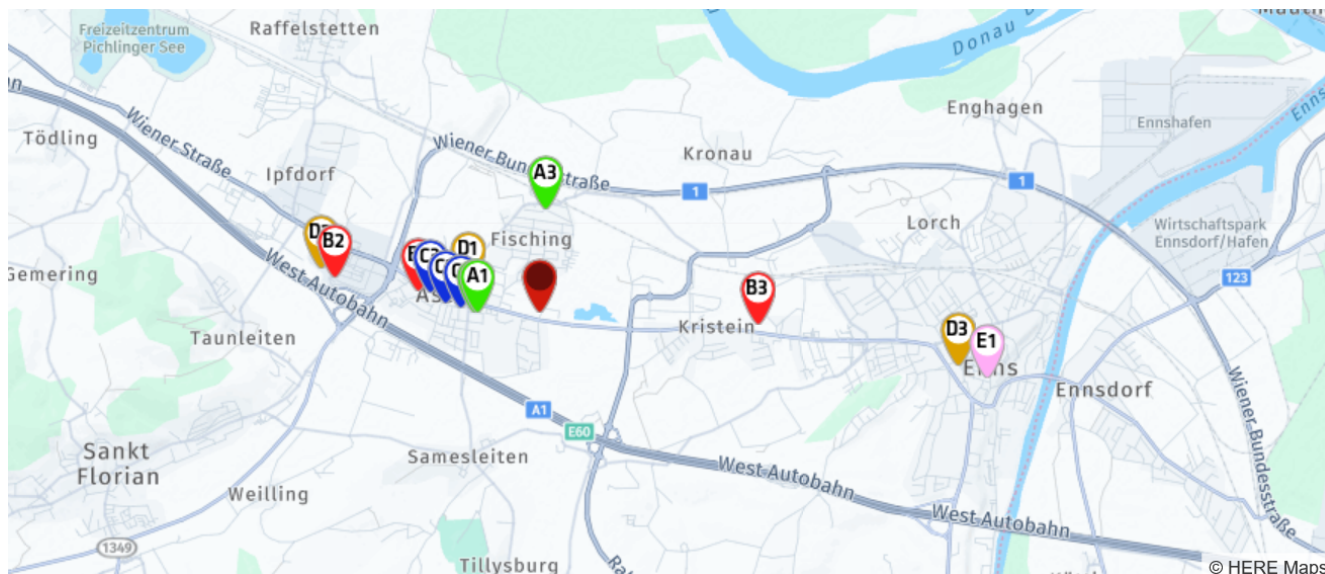 Freizeitzentrum
Pichlinger See
Raffelstetten
Donau
Enghagen
Ennshafen
Tödling
Wiener Straße
Wiener Bundesstraße
Kronau
A3
1
1
Ipfdorf
Lorch
Wirtschaftspark
Ennsdorf/Hafen
B2
D1
Fisching
A1
Gemering
West Autobahn
123
B3
Kristein
Taunleiten
D3
E1
Enns
Ennsdorf
A1
E60
Sankt
Florian
Samesleiten
West Autobahn
Wiener Bundesstraße
Weilling
West Autobahn
1349
Tillysburg
© HERE Maps